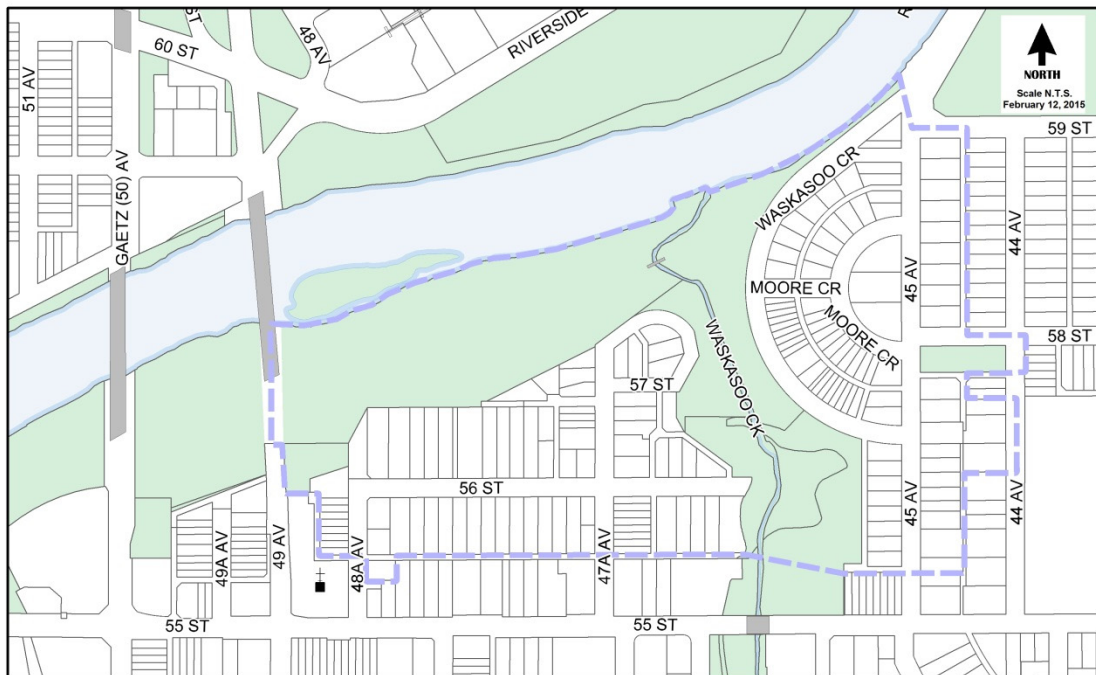 60 ST
ST
48 AV
RIVERSIDE
R
NORTH
Scale N.T.S.
February 12, 2015
51 AV
GAETZ (50) AV
59 ST
WASKASOO CR
44 AV
45 AV
MOORE CR
MOORE CR
58 ST
WASKASOO CK
57 ST
56 ST
45 AV
44 AV
49A AV
49 AV
48A AV
47A AV
55 ST
55 ST